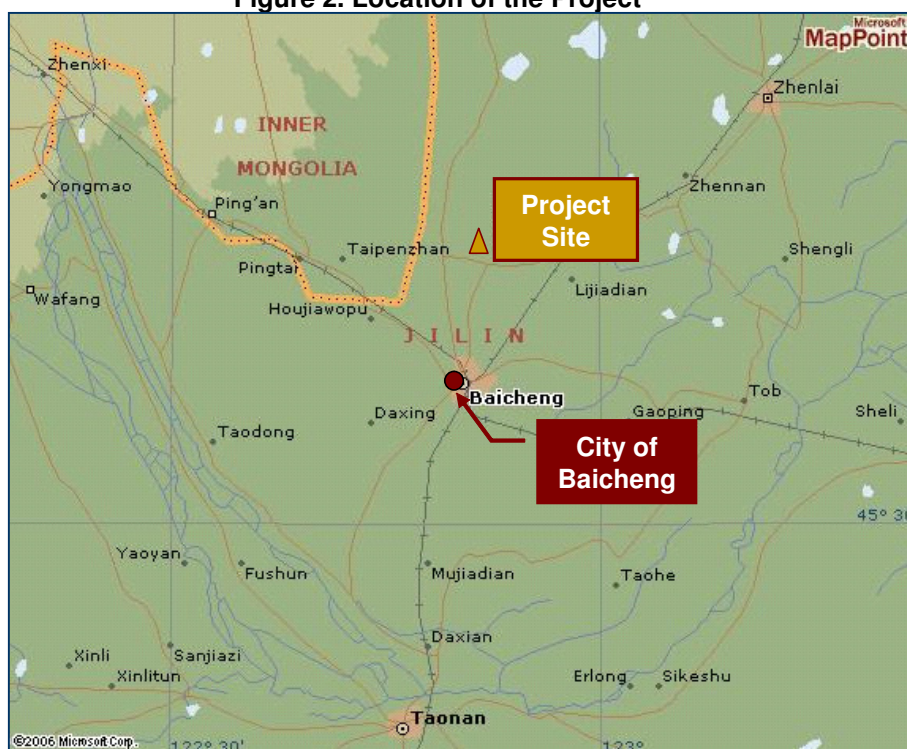 Figure 2. Location of the Project
Microsoft
MapPoint
Zhenxi
Zhenlai
INNER
MONGOLIA
Zhennan
Yongmao
Ping'an
Project
Site
Taipenzhan
Shengli
Pingtai
Lijiadian
Wafang
Houjiawopu
JILIN
Baicheng
Tob
Daxing
Gaoping
Sheli
Taodong
City of
Baicheng
45° 30
Yaoyan
Fushun
Mujiadian
Taohe
Daxian
Xinli
Sanjiazi
Xinlitun
Erlong
Sikeshu
Taonan
©2006 Microsoft Corp.
122° 30'
123°